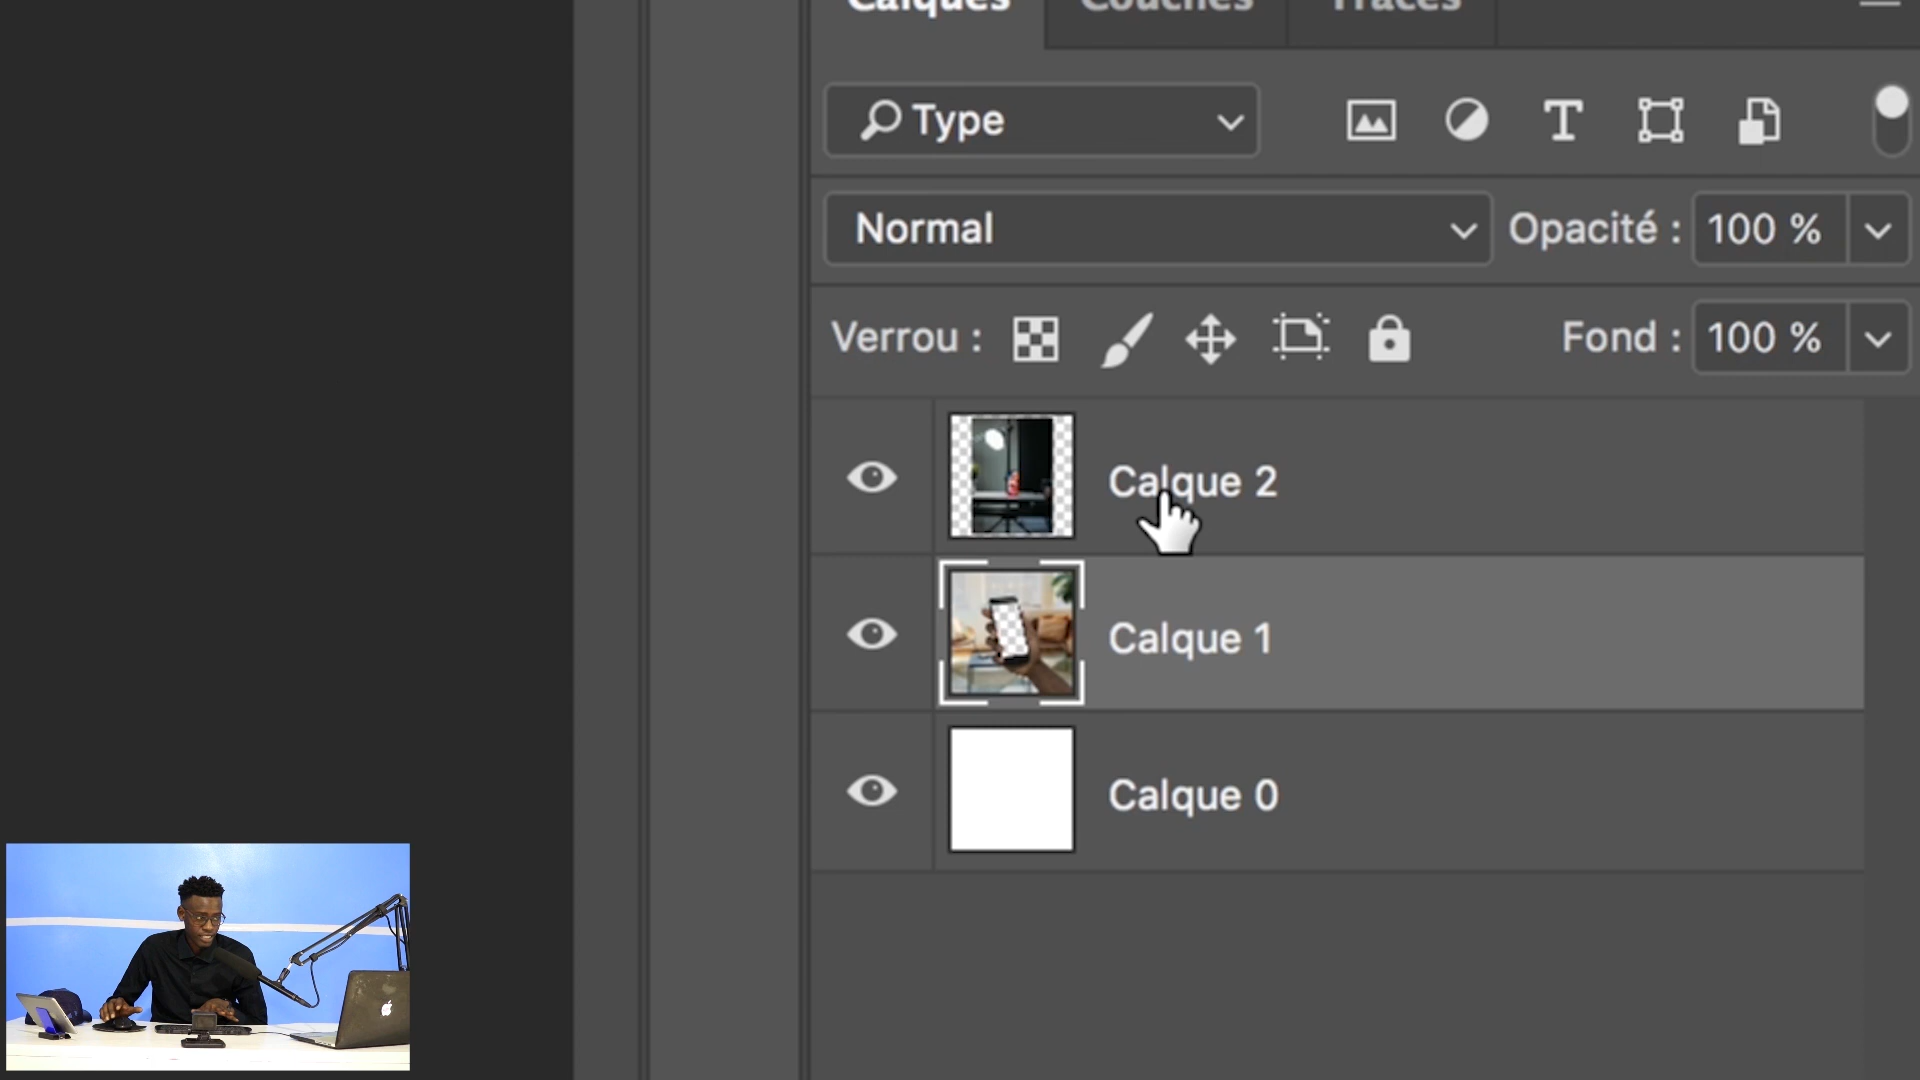 Calques Couches Tracés
Type
Normal Opacité : 100 %
Verrou : Fond : 100 %
Calque 2
Calque 1
Calque 0